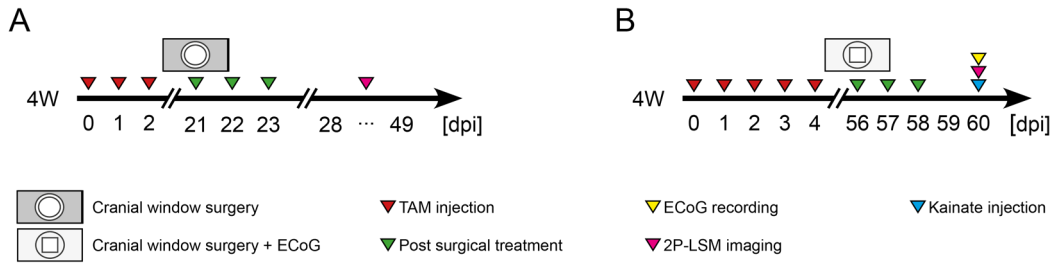 A
B
4W
0 1 2 21 22 23 28 ... 49 [dpi]
4W
0 1 2 3 4 56 57 58 59 60 [dpi]
Cranial window surgery
TAM injection
ECoG recording
Kainate injection
Cranial window surgery + ECoG
Post surgical treatment
2P-LSM imaging